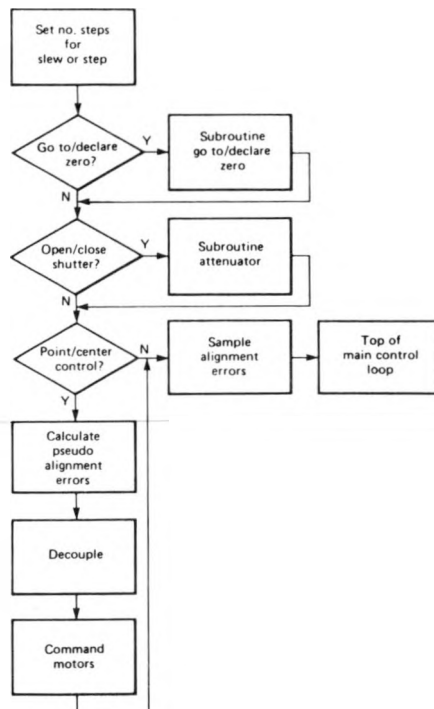 Set no. steps
for
slew or step
Go to/declare
zero?
Y
Subroutine
go to/declare
zero
N
Open/close
shutter?
Y
Subroutine
attenuator
N
Point/center
control?
N
Sample
alignment
errors
Top of
main control
loop
Y
Calculate
pseudo
alignment
errors
Decouple
Command
motors